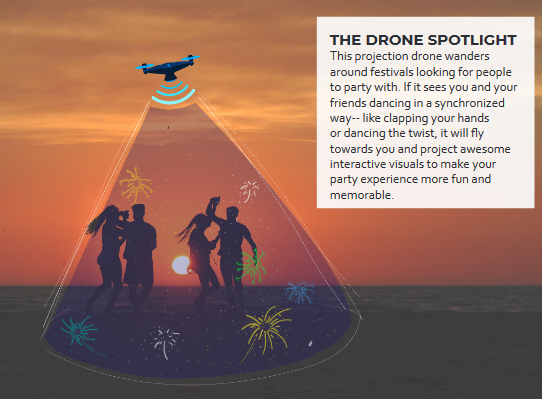 THE DRONE SPOTLIGHT
This projection drone wanders
around festivals looking for people
to party with. If it sees you and your
friends dancing in a synchronized
way-- like clapping your hands
or dancing the twist, it will fly
towards you and project awesome
interactive visuals to make your
party experience more fun and
memorable.